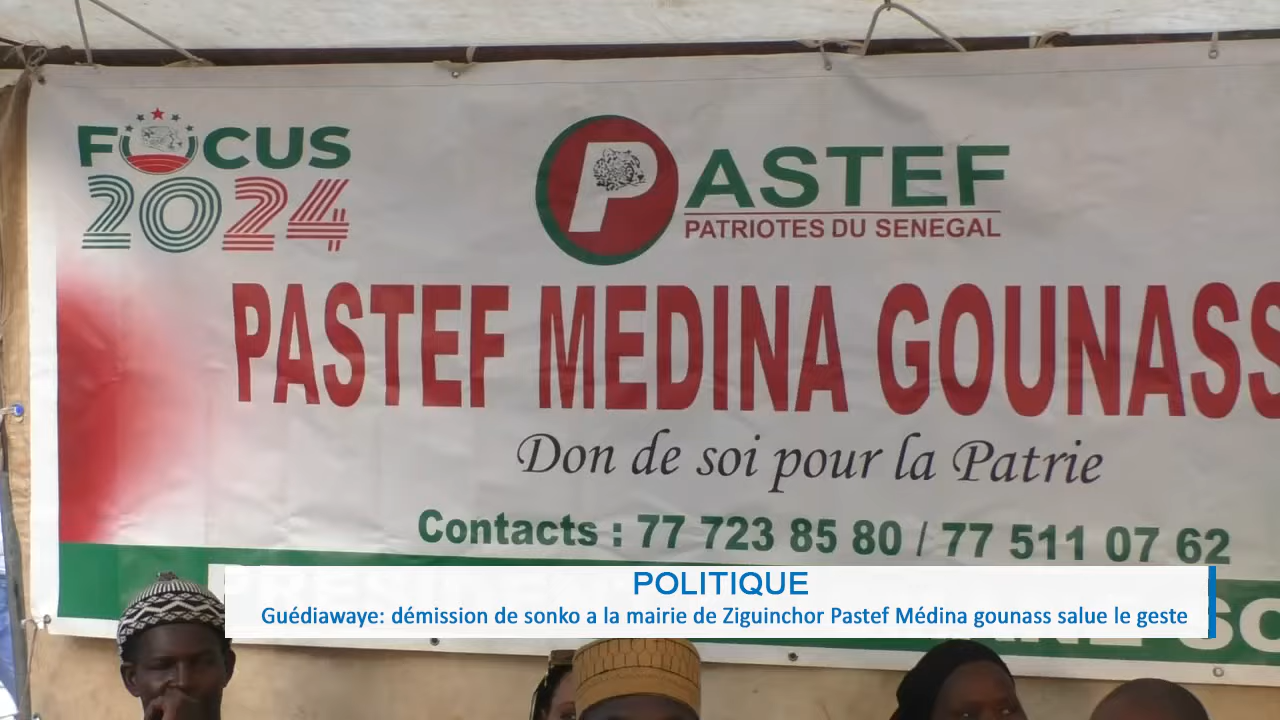 FOCUS
2024
PASTEF
PATRIOTES DU SENEGAL
PASTEF MEDINA GOUNASS
Don de soi pour la Patrie
Contacts : 77 723 85 80 / 77 511 07 62
POLITIQUE
Guédiawaye: démission de sonko a la mairie de Ziguinchor Pastef Médina gounass salue le geste